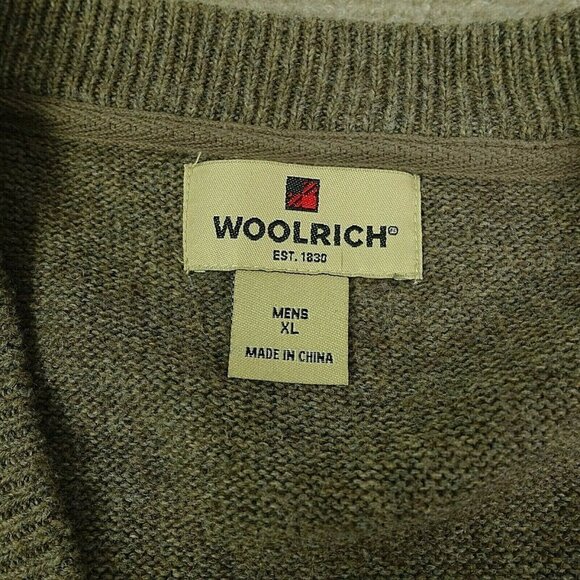 WOOLRICH®
EST. 1830
MENS
XL
MADE IN CHINA